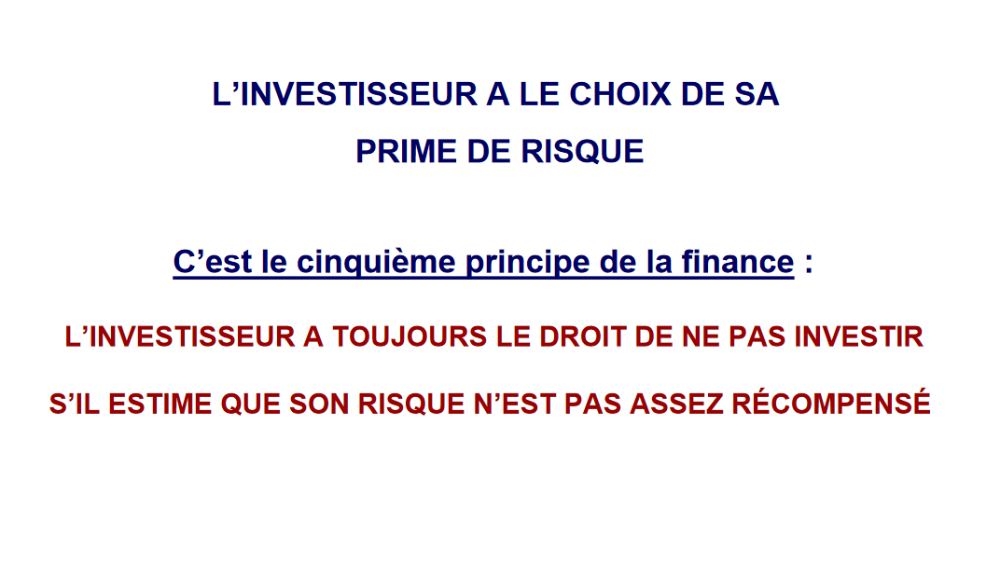 L’INVESTISSEUR A LE CHOIX DE SA
PRIME DE RISQUE
C’est le cinquième principe de la finance :
L’INVESTISSEUR A TOUJOURS LE DROIT DE NE PAS INVESTIR
S’IL ESTIME QUE SON RISQUE N’EST PAS ASSEZ RÉCOMPENSÉ